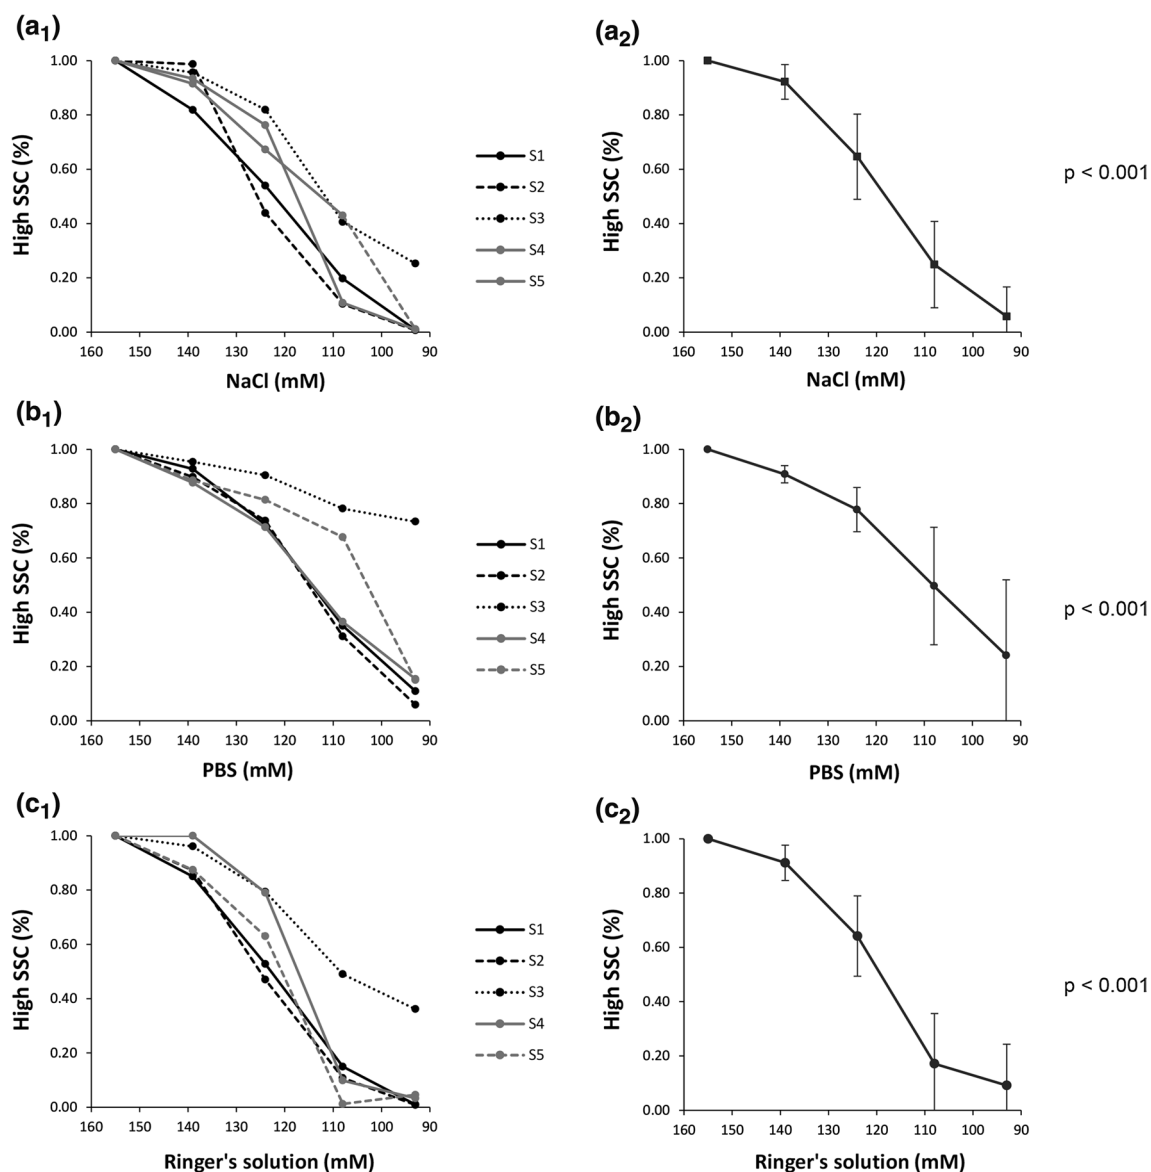 (a1)
1.00
0.80
0.60
0.40
0.20
0.00
High SSC (%)
160 150 140 130 120 110 100 90
NaCl (mM)
S1
S2
S3
S4
S5
(a2)
1.00
0.80
0.60
0.40
0.20
0.00
High SSC (%)
160 150 140 130 120 110 100 90
NaCl (mM)
p < 0.001
(b1)
1.00
0.80
0.60
0.40
0.20
0.00
High SSC (%)
160 150 140 130 120 110 100 90
PBS (mM)
S1
S2
S3
S4
S5
(b2)
1.00
0.80
0.60
0.40
0.20
0.00
High SSC (%)
160 150 140 130 120 110 100 90
PBS (mM)
p < 0.001
(c1)
1.00
0.80
0.60
0.40
0.20
0.00
High SSC (%)
160 150 140 130 120 110 100 90
Ringer's solution (mM)
S1
S2
S3
S4
S5
(c2)
1.00
0.80
0.60
0.40
0.20
0.00
High SSC (%)
160 150 140 130 120 110 100 90
Ringer's solution (mM)
p < 0.001